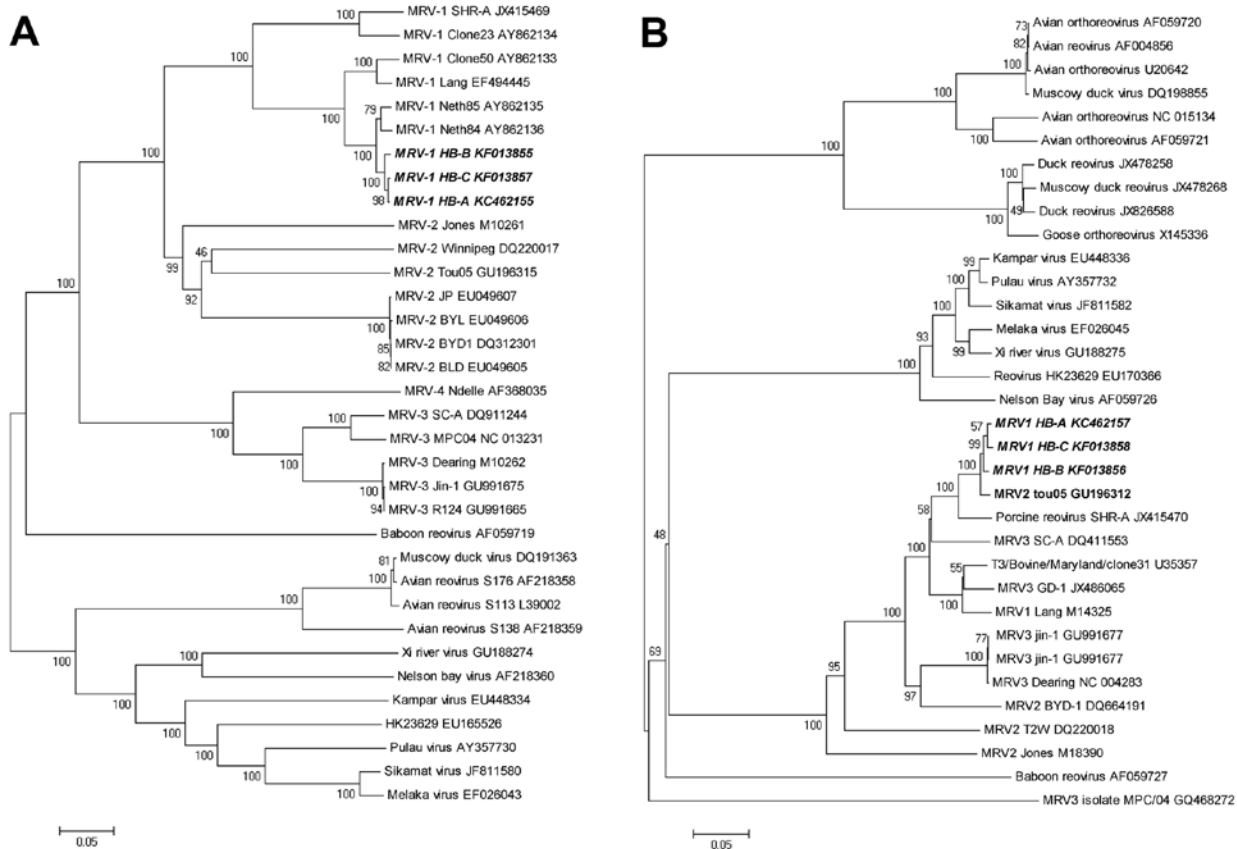 A
MRV-1 SHR-A JX415469
100
MRV-1 Clone23 AY862134
100
MRV-1 Clone50 AY862133
100
MRV-1 Lang EF494445
100
MRV-1 Neth85 AY862135
79
MRV-1 Neth84 AY862136
100
MRV-1 HB-B KF013855
100
MRV-1 HB-C KF013857
98
MRV-1 HB-A KC462155
100
MRV-2 Jones M10261
99
MRV-2 Winnipeg DQ220017
46
MRV-2 Tou05 GU196315
92
MRV-2 JP EU049607
100
MRV-2 BYL EU049606
85
MRV-2 BYD1 DQ312301
82
MRV-2 BLD EU049605
100
MRV-4 Ndelle AF368035
100
MRV-3 SC-A DQ911244
100
MRV-3 MPC04 NC 013231
100
MRV-3 Dearing M10262
100
MRV-3 Jin-1 GU991675
94
MRV-3 R124 GU991665
Baboon reovirus AF059719
81
Muscowy duck virus DQ191363
100
Avian reovirus S176 AF218358
100
Avian reovirus S113 L39002
Avian reovirus S138 AF218359
100
Xi river virus GU188274
100
Nelson bay virus AF218360
100
Kampar virus EU448334
100
HK23629 EU165526
100
Pulau virus AY357730
100
Sikamat virus JF811580
100
Melaka virus EF026043
0.05
B
Avian orthoreovirus AF059720
73
Avian reovirus AF004856
82
Avian orthoreovirus U20642
100
Muscowy duck virus DQ198855
100
Avian orthoreovirus NC 015134
100
Avian orthoreovirus AF059721
100
Duck reovirus JX478258
100
Muscowy duck reovirus JX478268
49
Duck reovirus JX826588
100
Goose orthoreovirus X145336
Kampar virus EU448336
99
Pulau virus AY357732
100
Sikamat virus JF811582
100
Melaka virus EF026045
93
Xi river virus GU188275
99
Reovirus HK23629 EU170366
100
Nelson Bay virus AF059726
MRV1 HB-A KC462157
57
MRV1 HB-C KF013858
99
MRV1 HB-B KF013856
100
MRV2 tou05 GU196312
100
Porcine reovirus SHR-A JX415470
58
MRV3 SC-A DQ411553
100
T3/Bovine/Maryland/clone31 U35357
55
MRV3 GD-1 JX486065
100
MRV1 Lang M14325
100
MRV3 jin-1 GU991677
77
MRV3 jin-1 GU991677
100
MRV3 Dearing NC 004283
97
MRV2 BYD-1 DQ664191
95
MRV2 T2W DQ220018
100
MRV2 Jones M18390
48
Baboon reovirus AF059727
69
MRV3 isolate MPC/04 GQ468272
0.05